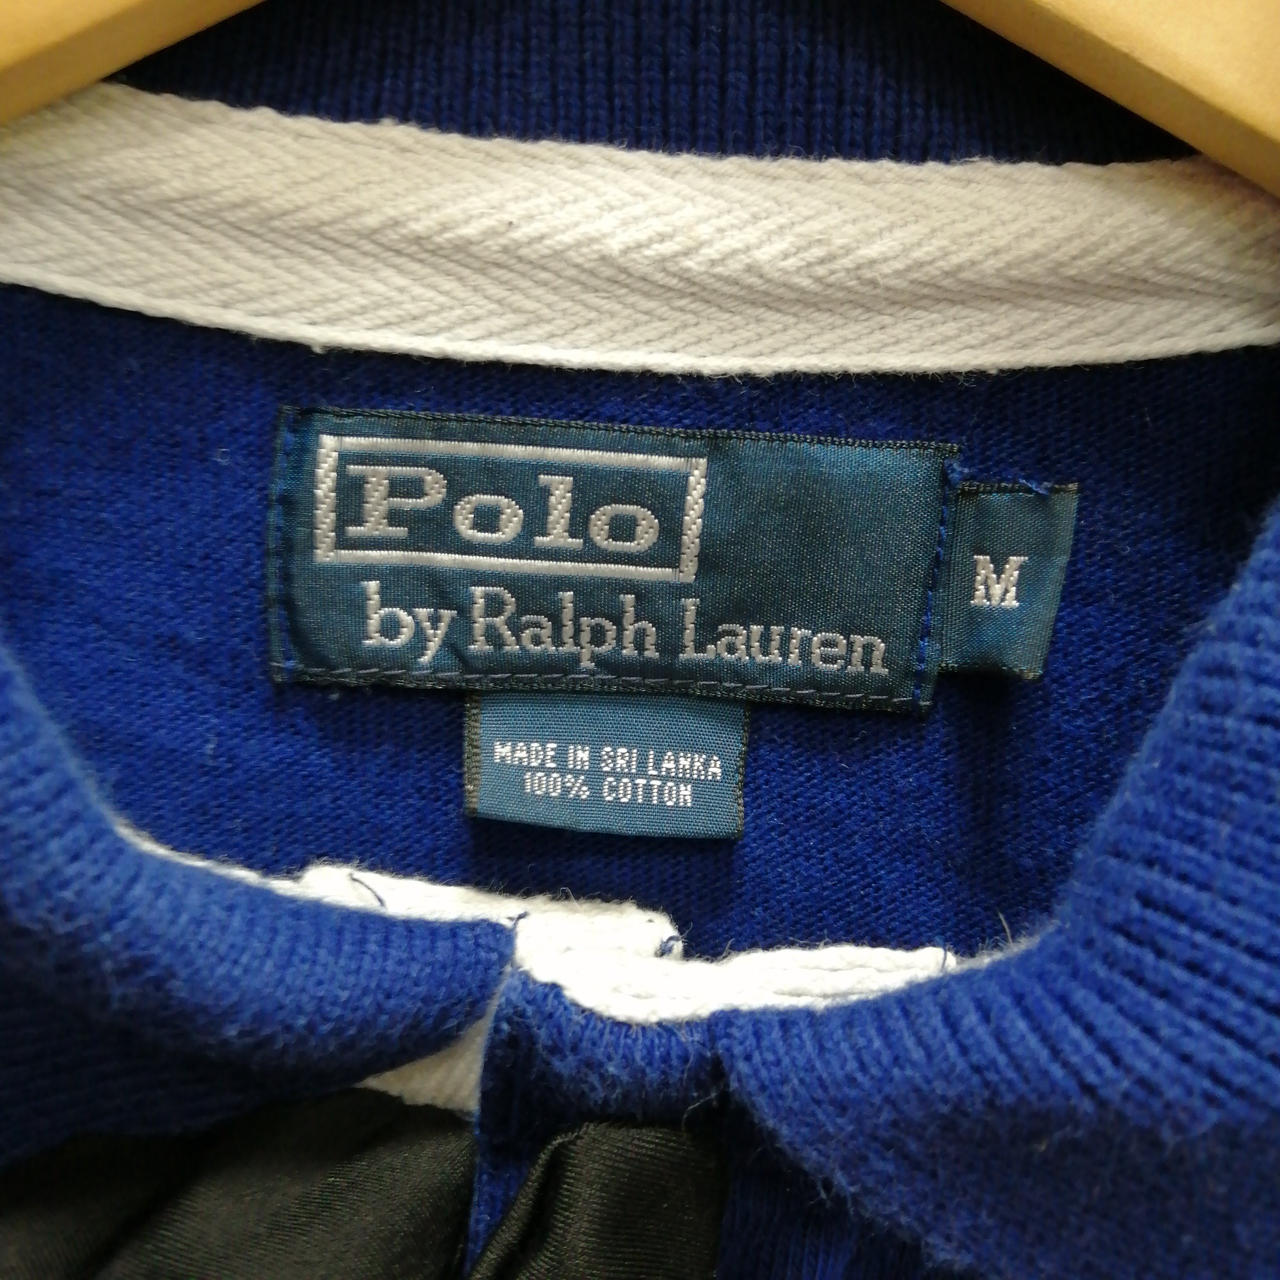 Polo
by Ralph Lauren
M
MADE IN SRI LANKA
100% COTTON